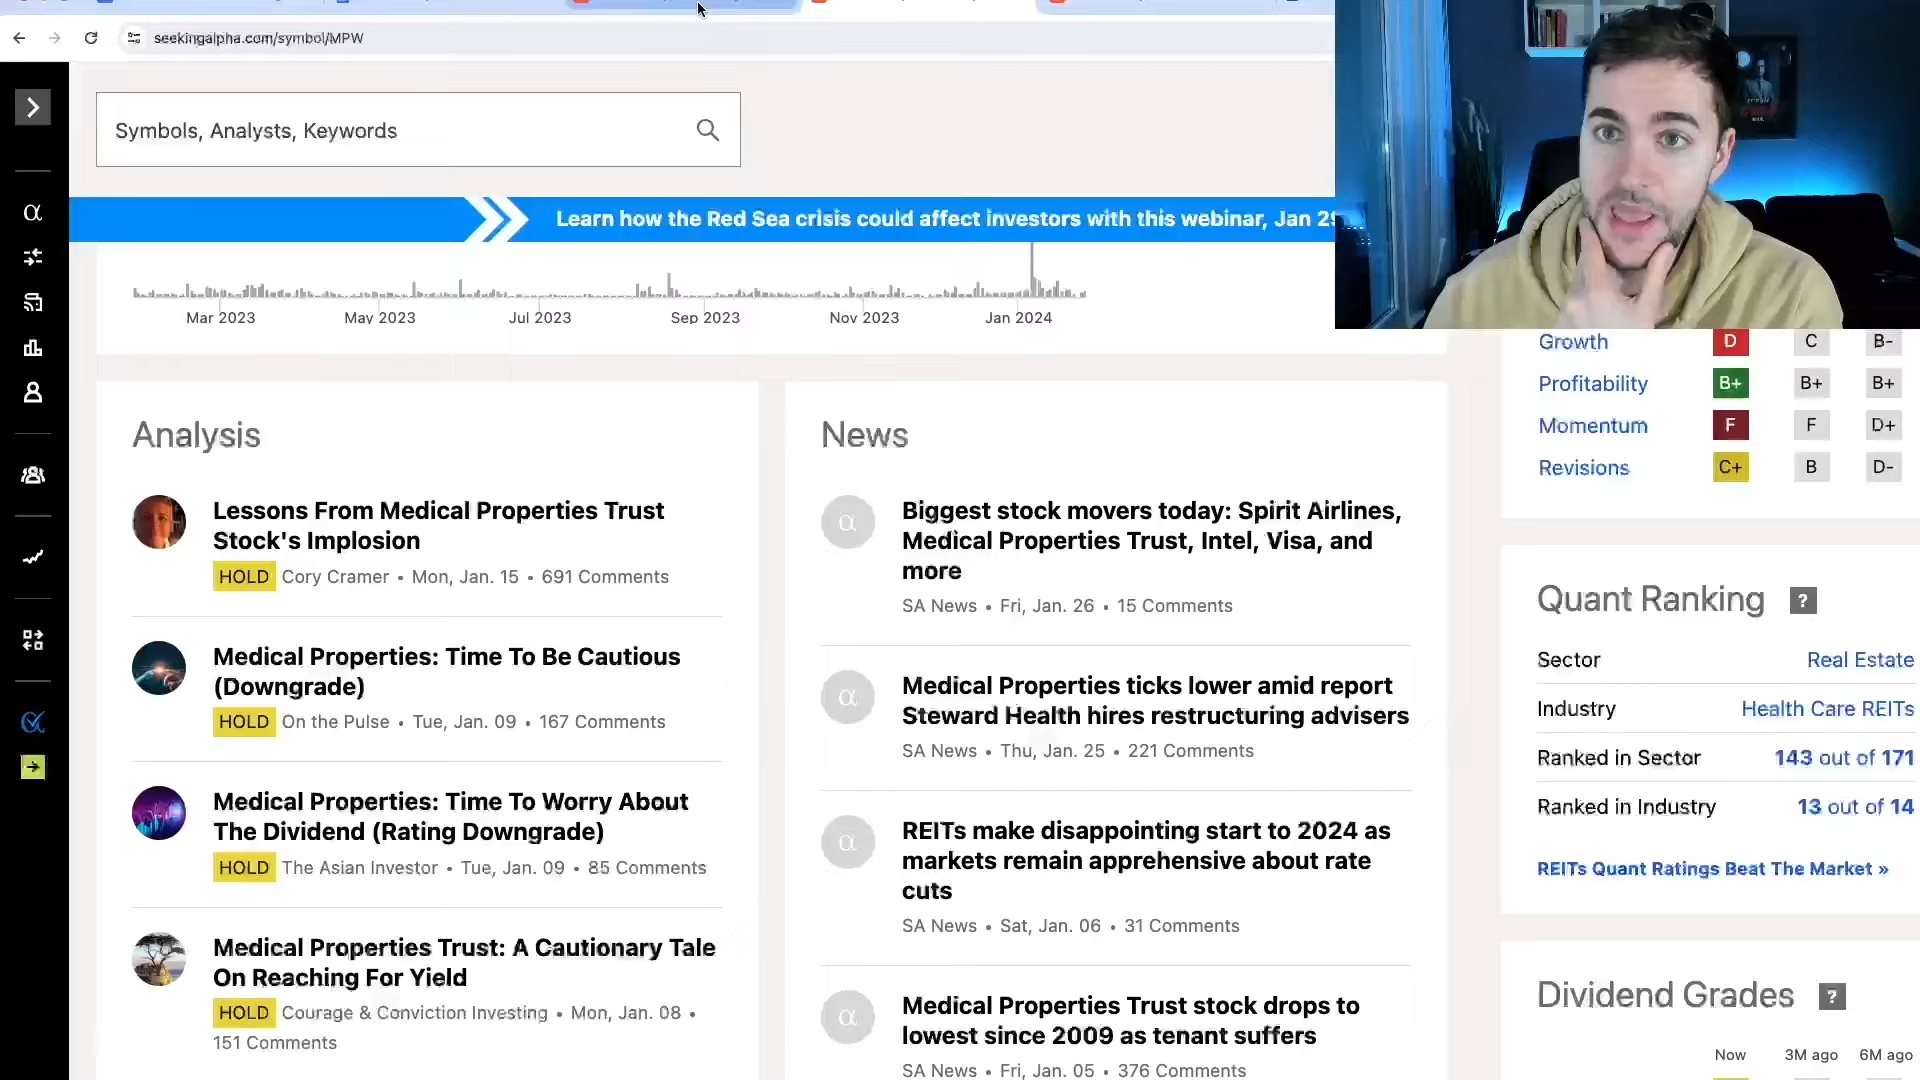 seekingalpha.com/symbol/MPW
Symbols, Analysts, Keywords
Learn how the Red Sea crisis could affect investors with this webinar, Jan 29
Mar 2023 May 2023 Jul 2023 Sep 2023 Nov 2023 Jan 2024
Analysis
Lessons From Medical Properties Trust
Stock's Implosion
HOLD Cory Cramer • Mon, Jan. 15 • 691 Comments
Medical Properties: Time To Be Cautious
(Downgrade)
HOLD On the Pulse • Tue, Jan. 09 • 167 Comments
Medical Properties: Time To Worry About
The Dividend (Rating Downgrade)
HOLD The Asian Investor • Tue, Jan. 09 • 85 Comments
Medical Properties Trust: A Cautionary Tale
On Reaching For Yield
HOLD Courage & Conviction Investing • Mon, Jan. 08 •
151 Comments
News
Biggest stock movers today: Spirit Airlines,
Medical Properties Trust, Intel, Visa, and
more
SA News • Fri, Jan. 26 • 15 Comments
Medical Properties ticks lower amid report
Steward Health hires restructuring advisers
SA News • Thu, Jan. 25 • 221 Comments
REITs make disappointing start to 2024 as
markets remain apprehensive about rate
cuts
SA News • Sat, Jan. 06 • 31 Comments
Medical Properties Trust stock drops to
lowest since 2009 as tenant suffers
SA News • Fri, Jan. 05 • 376 Comments
Growth D C B-
Profitability B+ B+ B+
Momentum F F D+
Revisions C+ B D-
Quant Ranking ?
Sector Real Estate
Industry Health Care REITs
Ranked in Sector 143 out of 171
Ranked in Industry 13 out of 14
REITs Quant Ratings Beat The Market »
Dividend Grades ?
Now 3M ago 6M ago